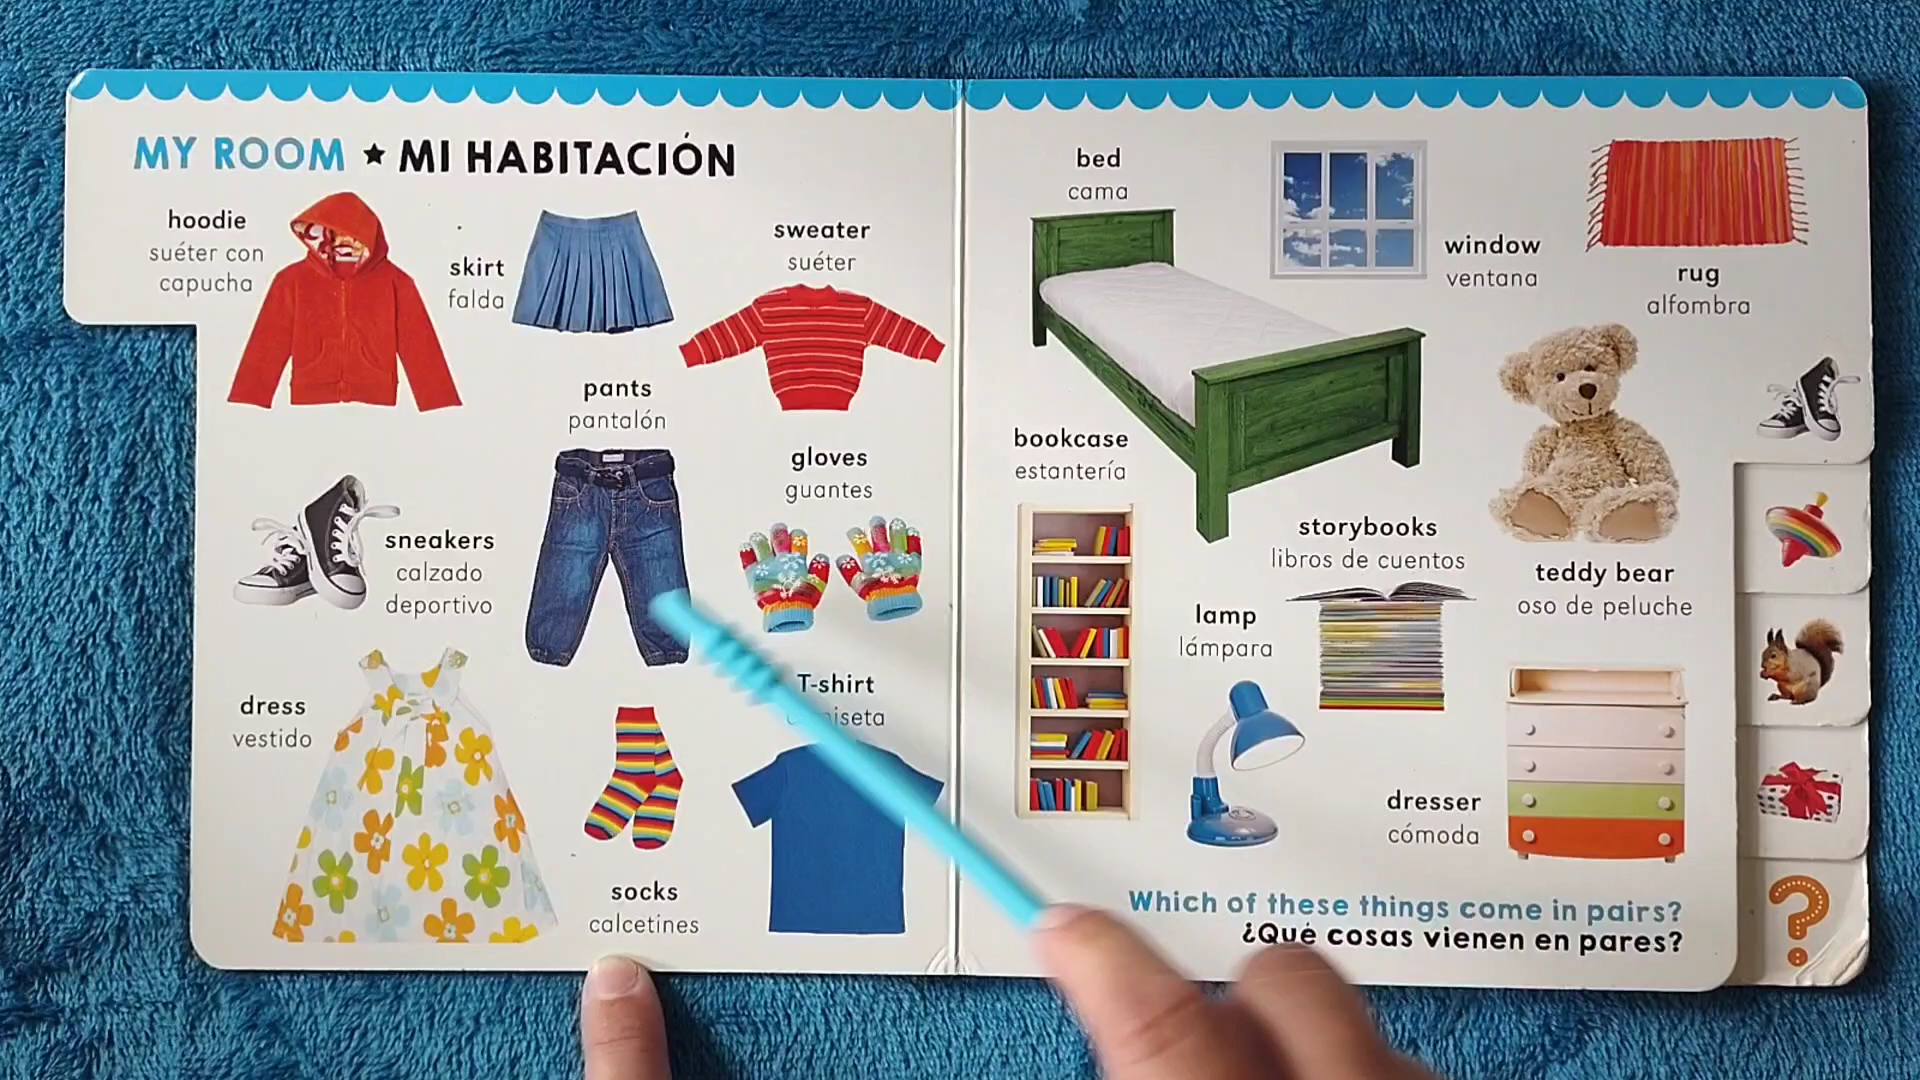 MY ROOM ★ MI HABITACIÓN
hoodie
suéter con
capucha
skirt
falda
sweater
suéter
pants
pantalón
gloves
guantes
sneakers
calzado
deportivo
dress
vestido
T-shirt
socks
calcetines
bed
cama
window
ventana
rug
alfombra
bookcase
estantería
storybooks
libros de cuentos
teddy bear
oso de peluche
lamp
lámpara
dresser
cómoda
Which of these things come in pairs?
¿Qué cosas vienen en pares?
?